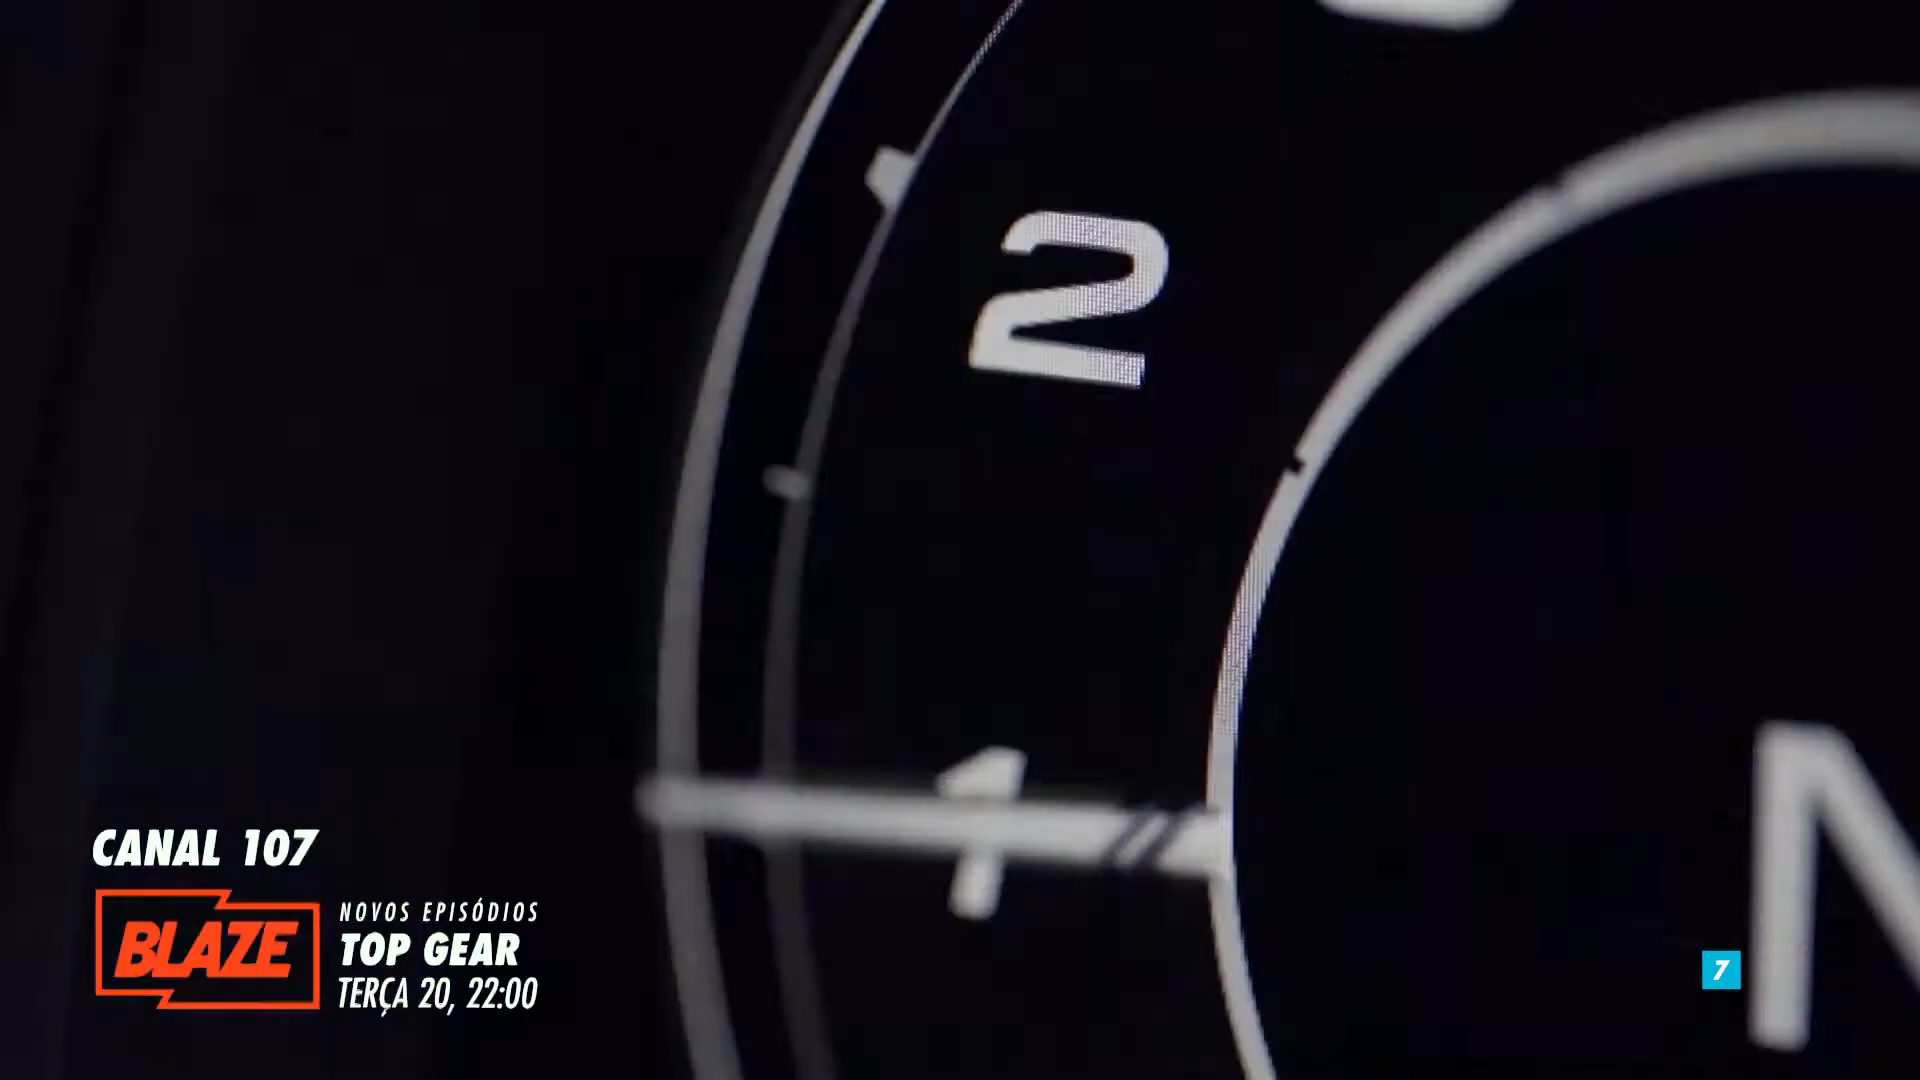 2
1
N
CANAL 107
BLAZE
NOVOS EPISÓDIOS
TOP GEAR
TERÇA 20, 22:00
7